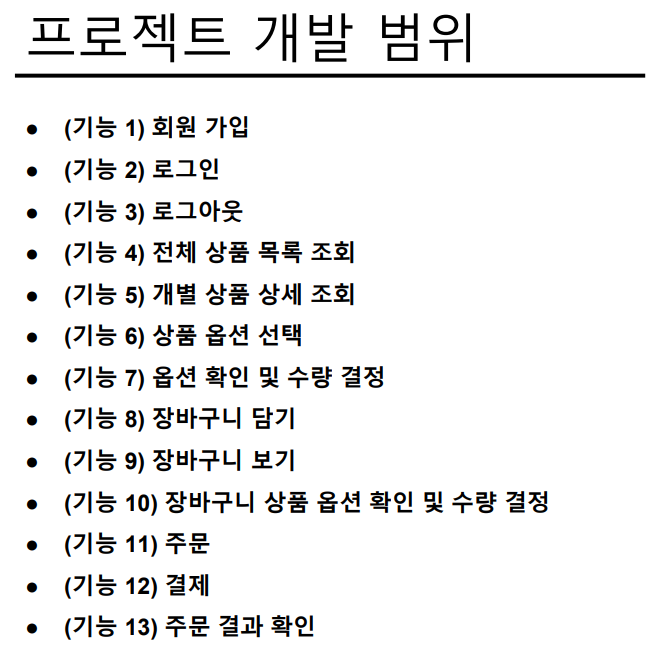 프로젝트 개발 범위
● (기능 1) 회원 가입
● (기능 2) 로그인
● (기능 3) 로그아웃
● (기능 4) 전체 상품 목록 조회
● (기능 5) 개별 상품 상세 조회
● (기능 6) 상품 옵션 선택
● (기능 7) 옵션 확인 및 수량 결정
● (기능 8) 장바구니 담기
● (기능 9) 장바구니 보기
● (기능 10) 장바구니 상품 옵션 확인 및 수량 결정
● (기능 11) 주문
● (기능 12) 결제
● (기능 13) 주문 결과 확인